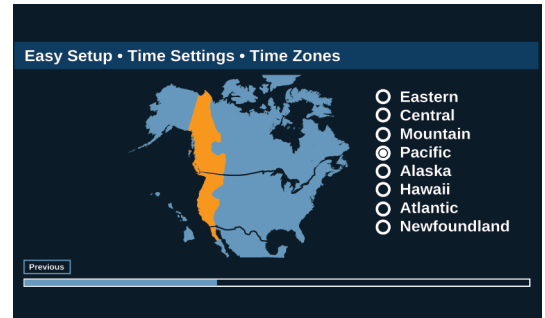 Easy Setup • Time Settings • Time Zones
Eastern
Central
Mountain
Pacific
Alaska
Hawaii
Atlantic
Newfoundland
Previous